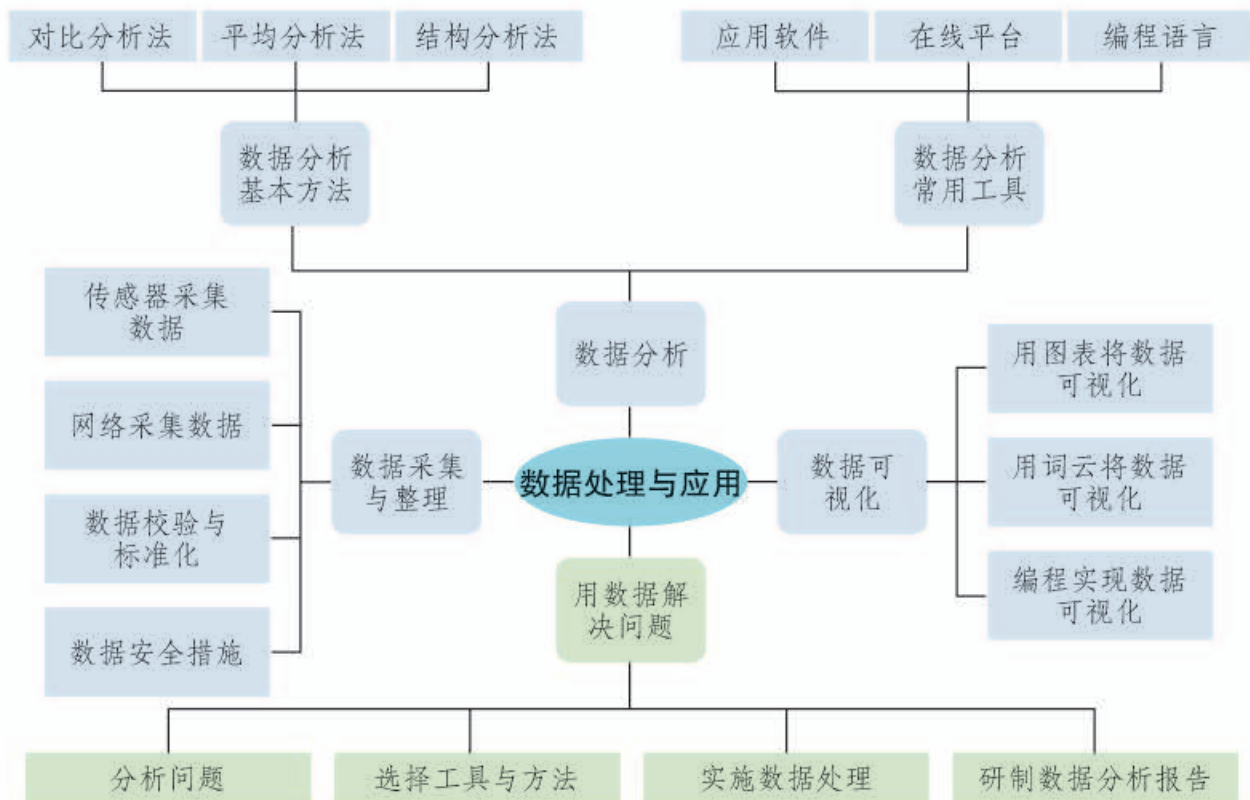 对比分析法
平均分析法
结构分析法
应用软件
在线平台
编程语言
数据分析
基本方法
数据分析
常用工具
传感器采集
数据
网络采集数据
数据校验与
标准化
数据安全措施
数据采集
与整理
数据分析
数据处理与应用
用数据解
决问题
数据可
视化
用图表将数据
可视化
用词云将数据
可视化
编程实现数据
可视化
分析问题
选择工具与方法
实施数据处理
研制数据分析报告